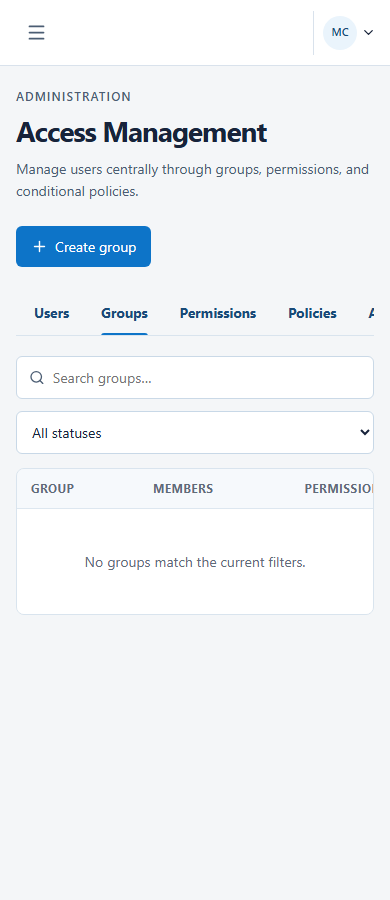 MC
ADMINISTRATION
Access Management
Manage users centrally through groups, permissions, and
conditional policies.
Create group
Users Groups Permissions Policies
Search groups...
All statuses
GROUP MEMBERS
No groups match the current filters.